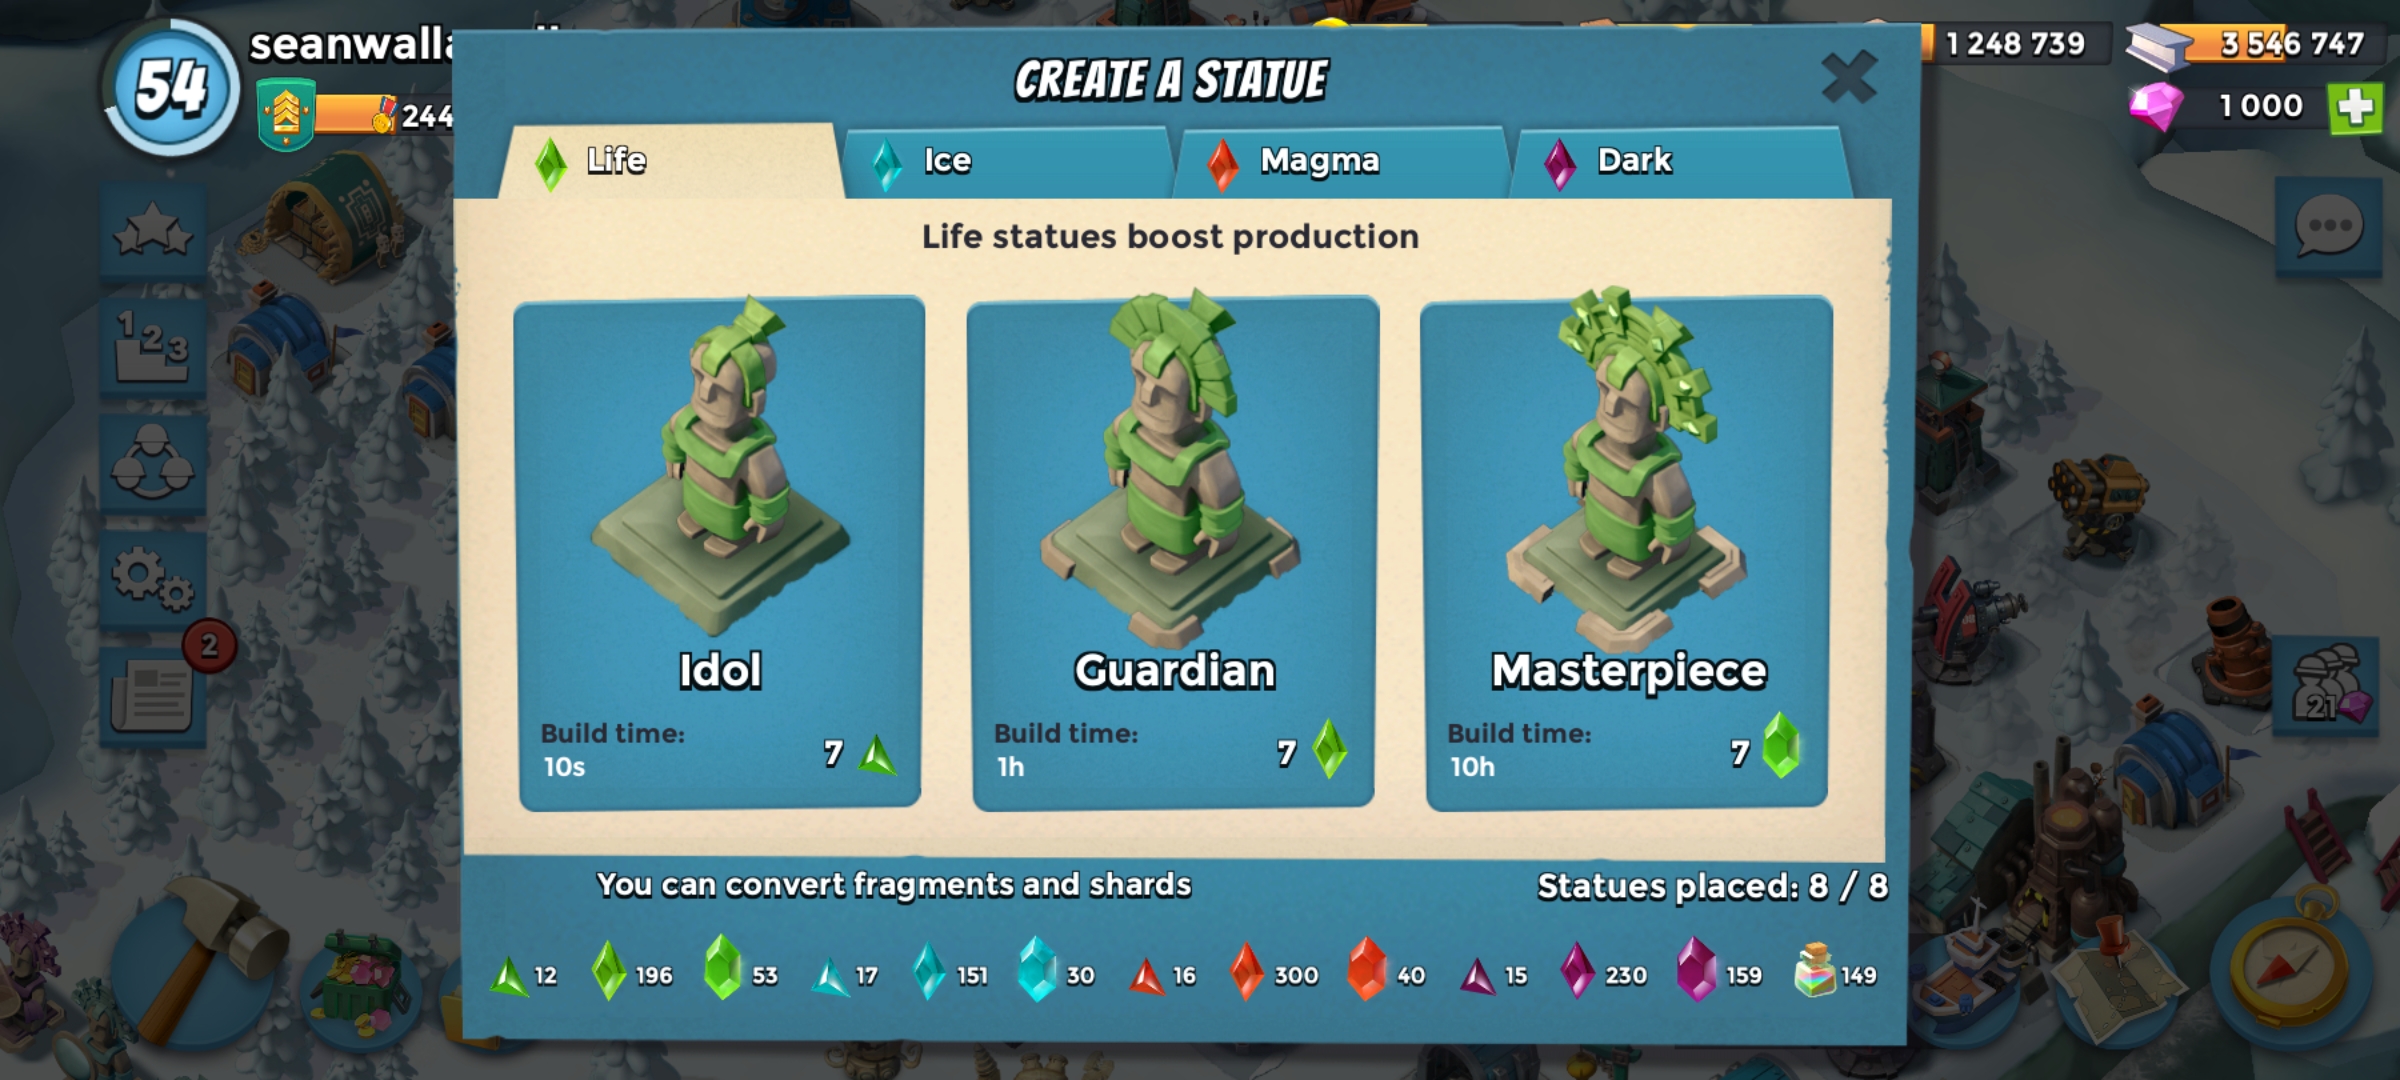 54
244
1 248 739
3 546 747
1 000
CREATE A STATUE
Life
Ice
Magma
Dark
Life statues boost production
1 2 3
2
Idol
Build time:
10s
7
Guardian
Build time:
1h
7
Masterpiece
Build time:
10h
7
21
You can convert fragments and shards
Statues placed: 8 / 8
12
196
53
17
151
30
16
300
40
15
230
159
149